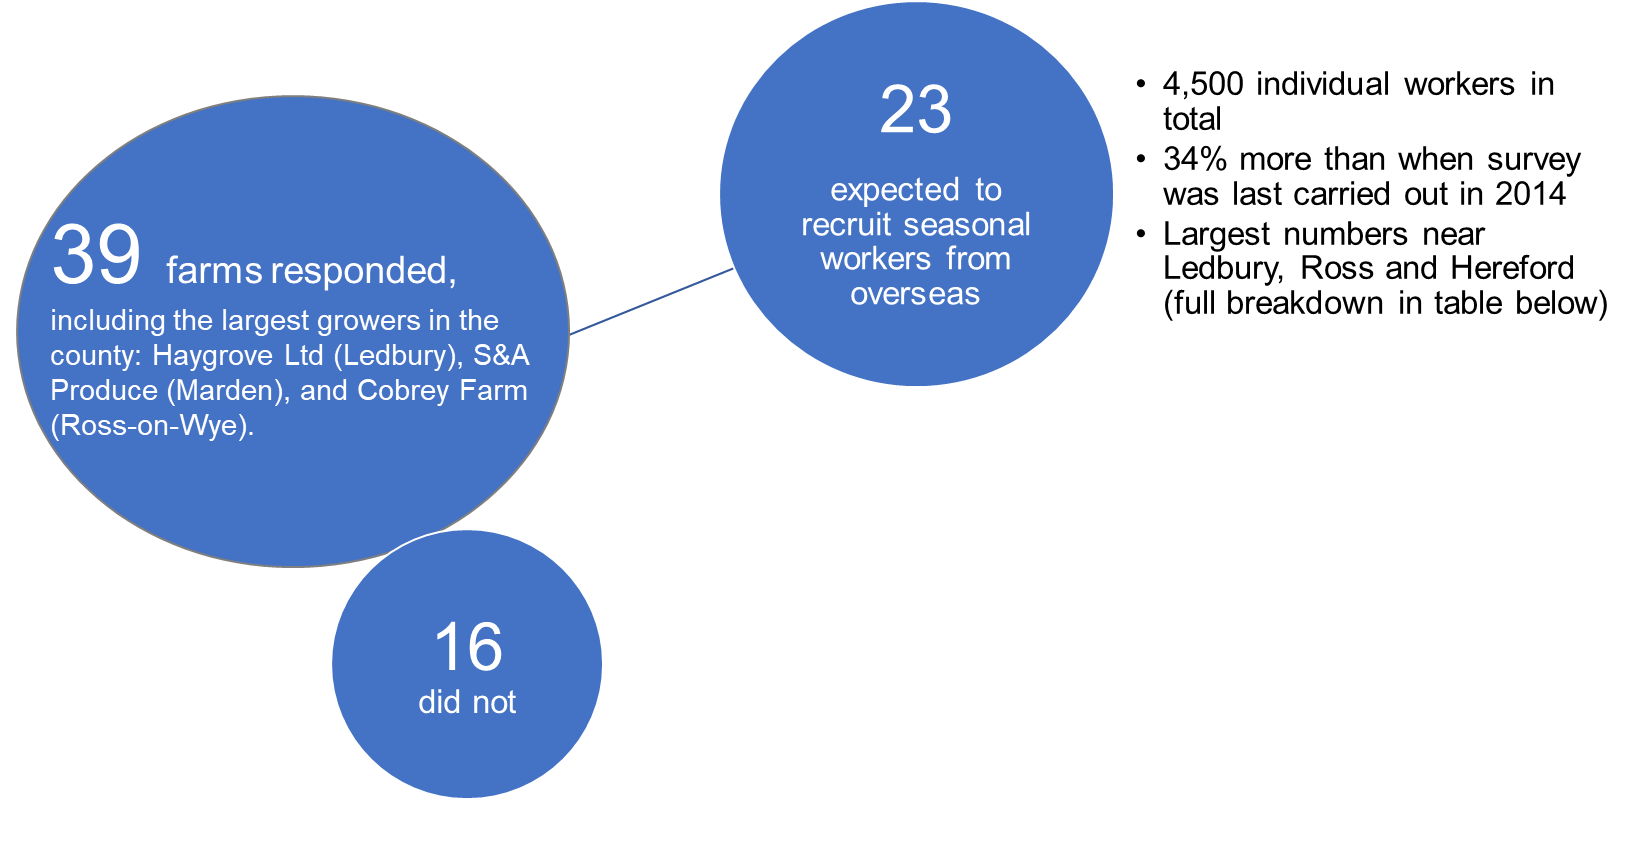 39 farms responded,
including the largest growers in the
county: Haygrove Ltd (Ledbury), S&A
Produce (Marden), and Cobrey Farm
(Ross-on-Wye).
23
expected to
recruit seasonal
workers from
overseas
• 4,500 individual workers in
total
• 34% more than when survey
was last carried out in 2014
• Largest numbers near
Ledbury, Ross and Hereford
(full breakdown in table below)
16
did not